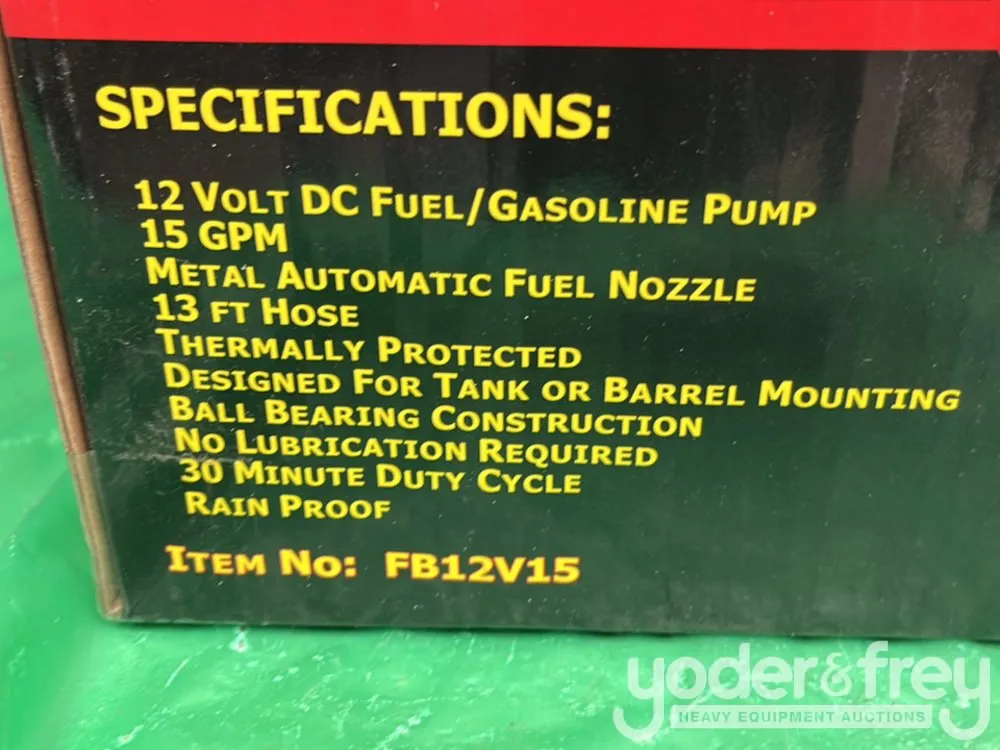 SPECIFICATIONS:
12 VOLT DC FUEL/GASOLINE PUMP
15 GPM
METAL AUTOMATIC FUEL NOZZLE
13 FT HOSE
THERMALLY PROTECTED
DESIGNED FOR TANK OR BARREL MOUNTING
BALL BEARING CONSTRUCTION
NO LUBRICATION REQUIRED
30 MINUTE DUTY CYCLE
RAIN PROOF
ITEM NO: FB12V15
yoder&frey
HEAVY EQUIPMENT AUCTIONS